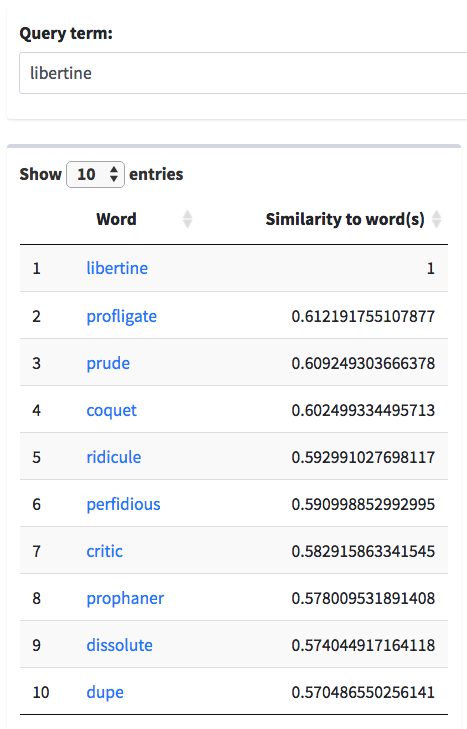 Query term:
libertine
Show 10 entries
Word Similarity to word(s)
1 libertine 1
2 profligate 0.612191755107877
3 prude 0.609249303666378
4 coquet 0.602499334495713
5 ridicule 0.592991027698117
6 perfidious 0.590998852992995
7 critic 0.582915863341545
8 prophaner 0.578009531891408
9 dissolute 0.574044917164118
10 dupe 0.570486550256141